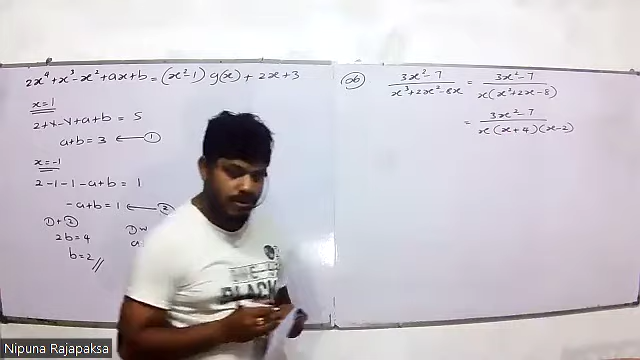 2x⁴+x³-x²+ax+b = (x²-1) g(x) + 2x+3
x=1
2+1-1+a+b = 5
a+b = 3 ← ①
x=-1
2-1-1-a+b = 1
-a+b = 1 ← ②
①+②
2b=4
b=2//
06 (3x²-7)/(x³+2x²-8x) = (3x²-7)/(x(x²+2x-8))
= (3x²-7)/(x(x+4)(x-2))
BLACK
Nipuna Rajapaksa